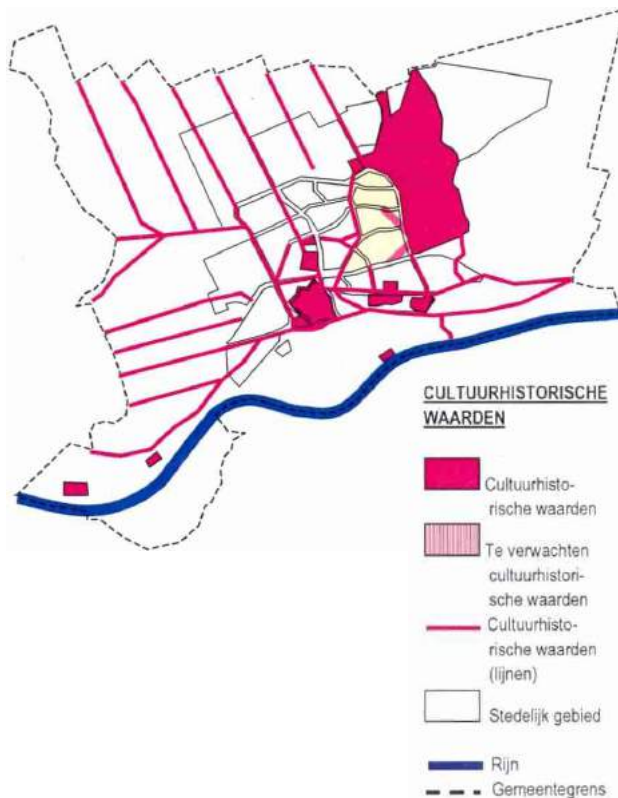 CULTUURHISTORISCHE
WAARDEN
Cultuurhisto-
rische waarden
Te verwachten
cultuurhistori-
sche waarden
Cultuurhisto-
rische waarden
(lijnen)
Stedelijk gebied
Rijn
Gemeentegrens